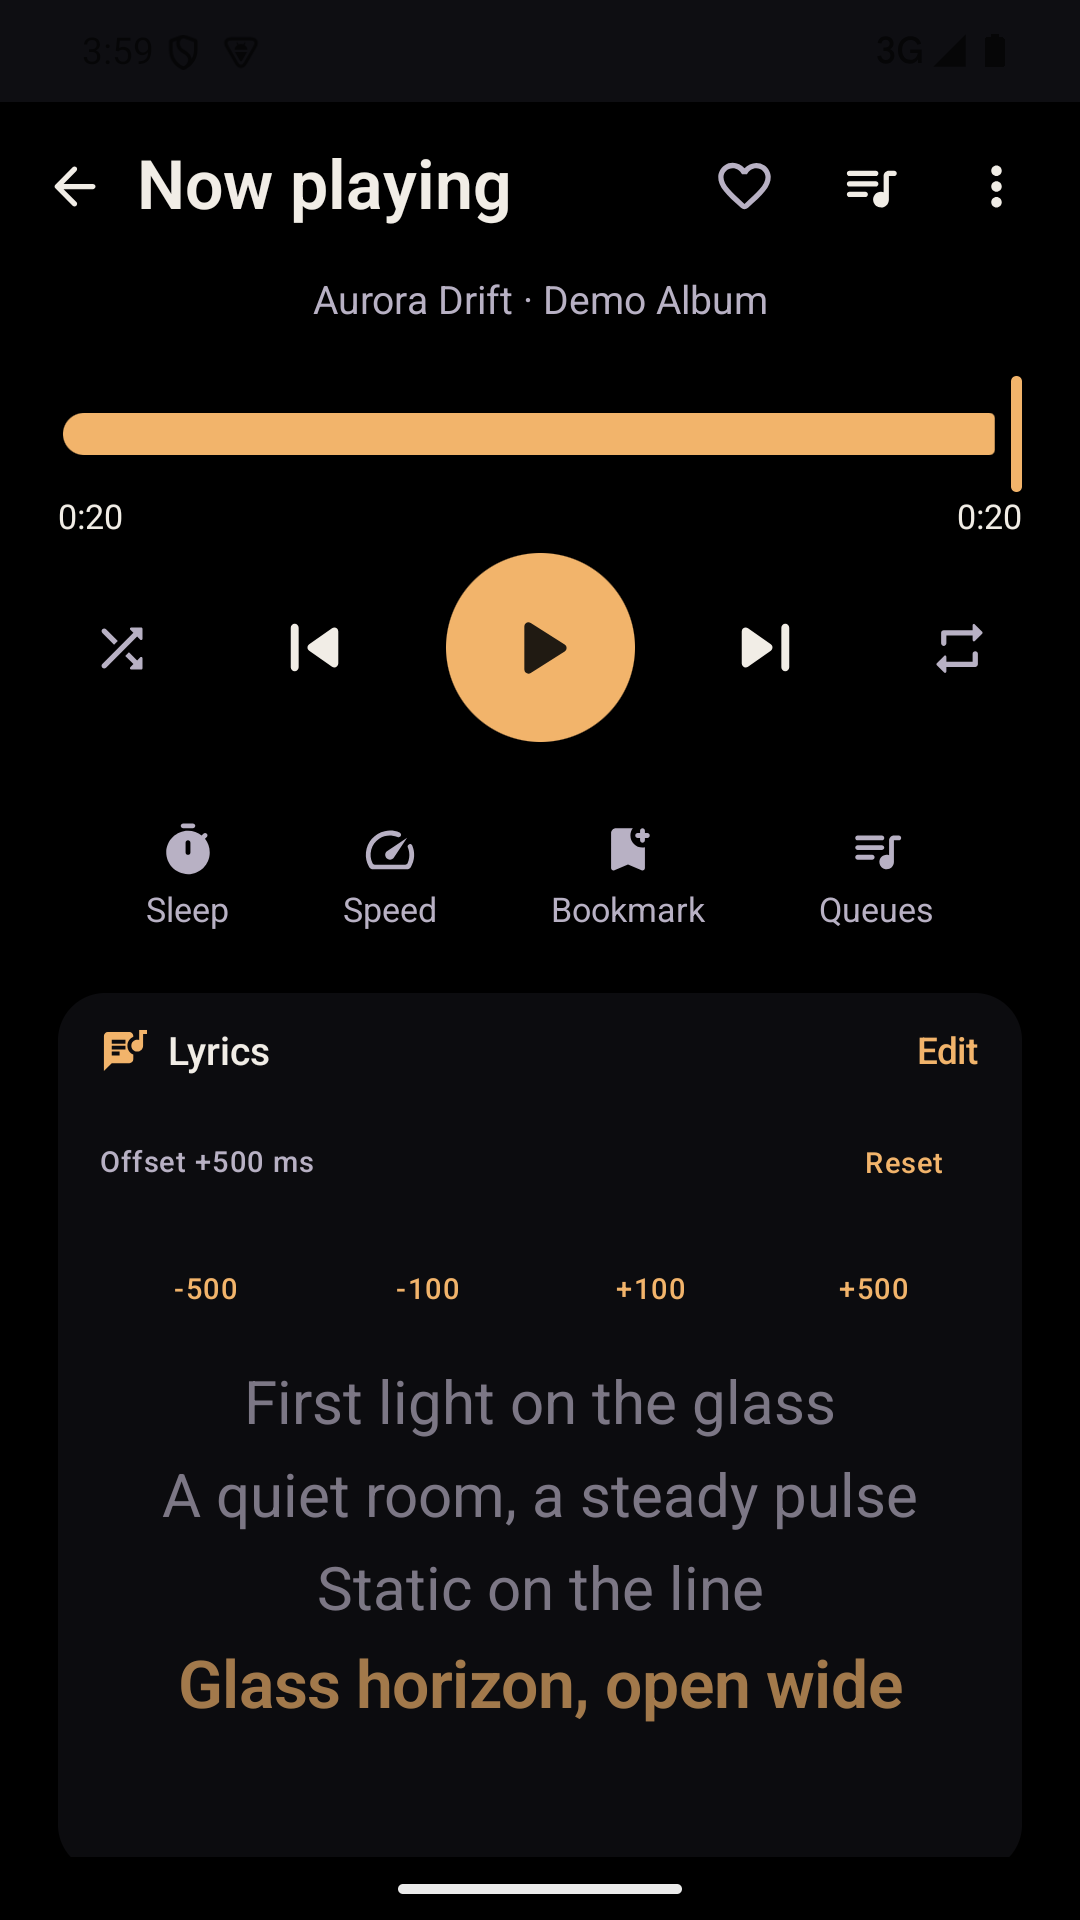 3:59 3G
Now playing
Aurora Drift · Demo Album
0:20 0:20
Sleep Speed Bookmark Queues
Lyrics Edit
Offset +500 ms Reset
-500 -100 +100 +500
First light on the glass
A quiet room, a steady pulse
Static on the line
Glass horizon, open wide